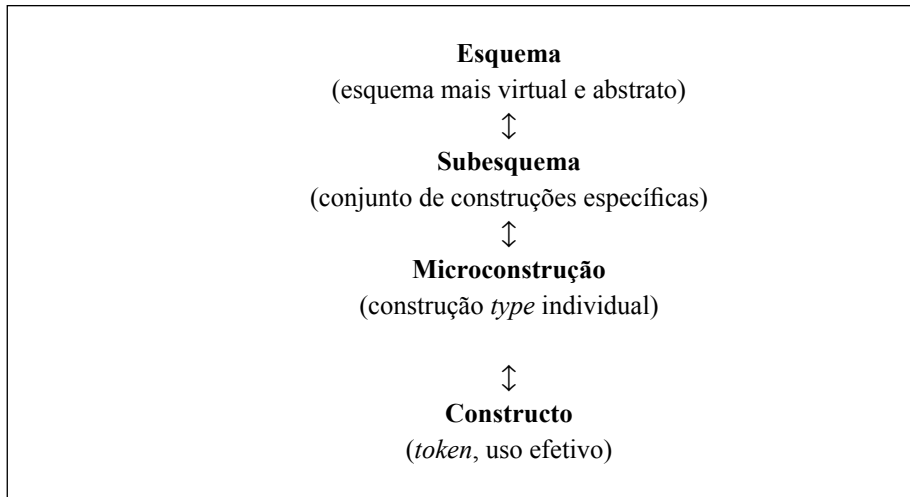 Esquema
(esquema mais virtual e abstrato)
↕
Subesquema
(conjunto de construções específicas)
↕
Microconstrução
(construção type individual)
↕
Constructo
(token, uso efetivo)